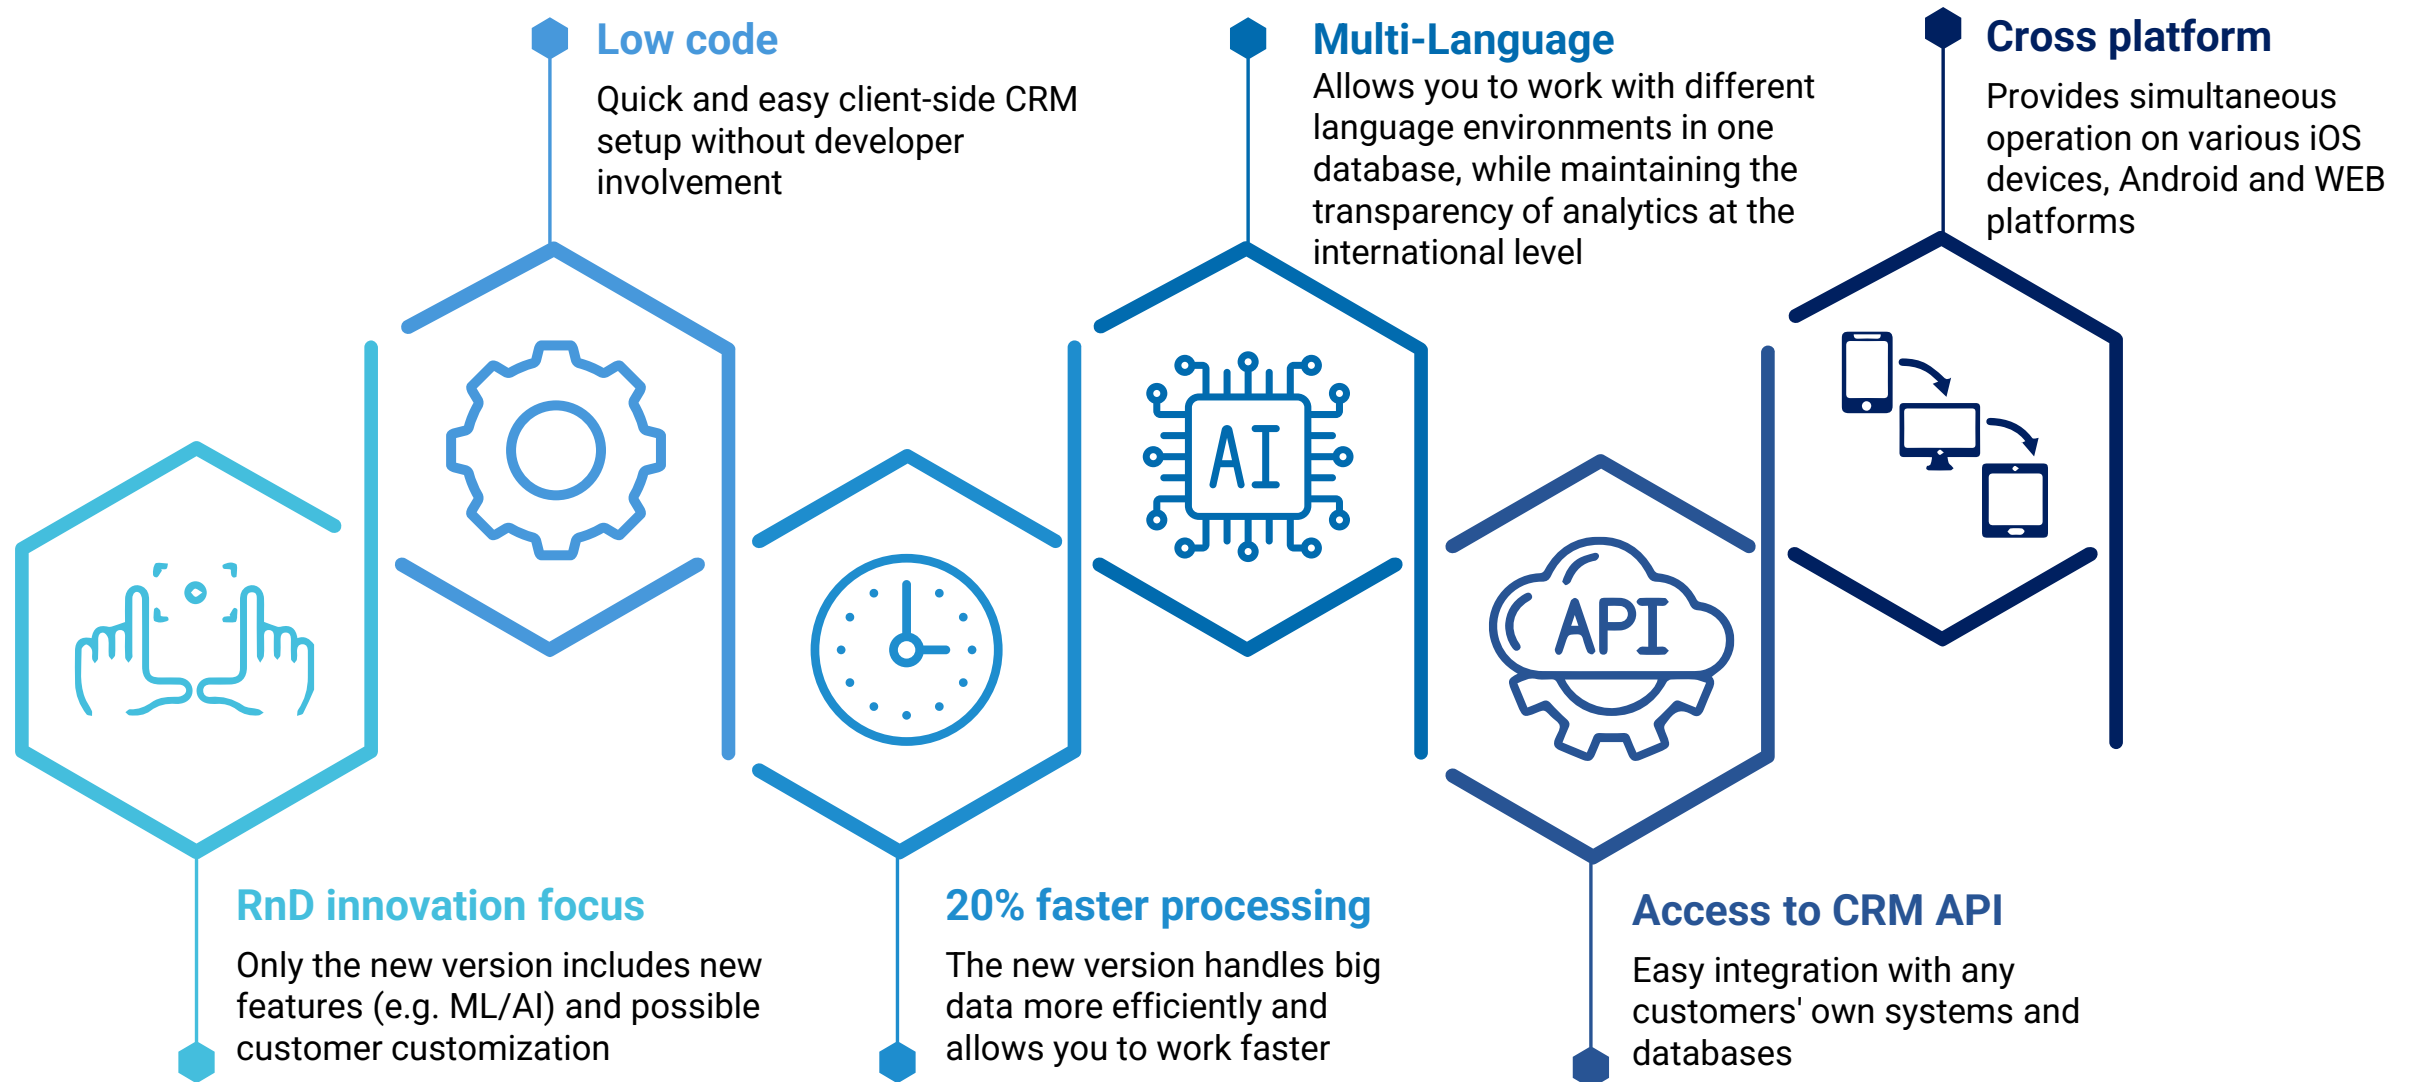 Low code
Quick and easy client-side CRM
setup without developer
involvement
Multi-Language
Allows you to work with different
language environments in one
database, while maintaining the
transparency of analytics at the
international level
Cross platform
Provides simultaneous
operation on various iOS
devices, Android and WEB
platforms
AI
API
RnD innovation focus
Only the new version includes new
features (e.g. ML/AI) and possible
customer customization
20% faster processing
The new version handles big
data more efficiently and
allows you to work faster
Access to CRM API
Easy integration with any
customers' own systems and
databases